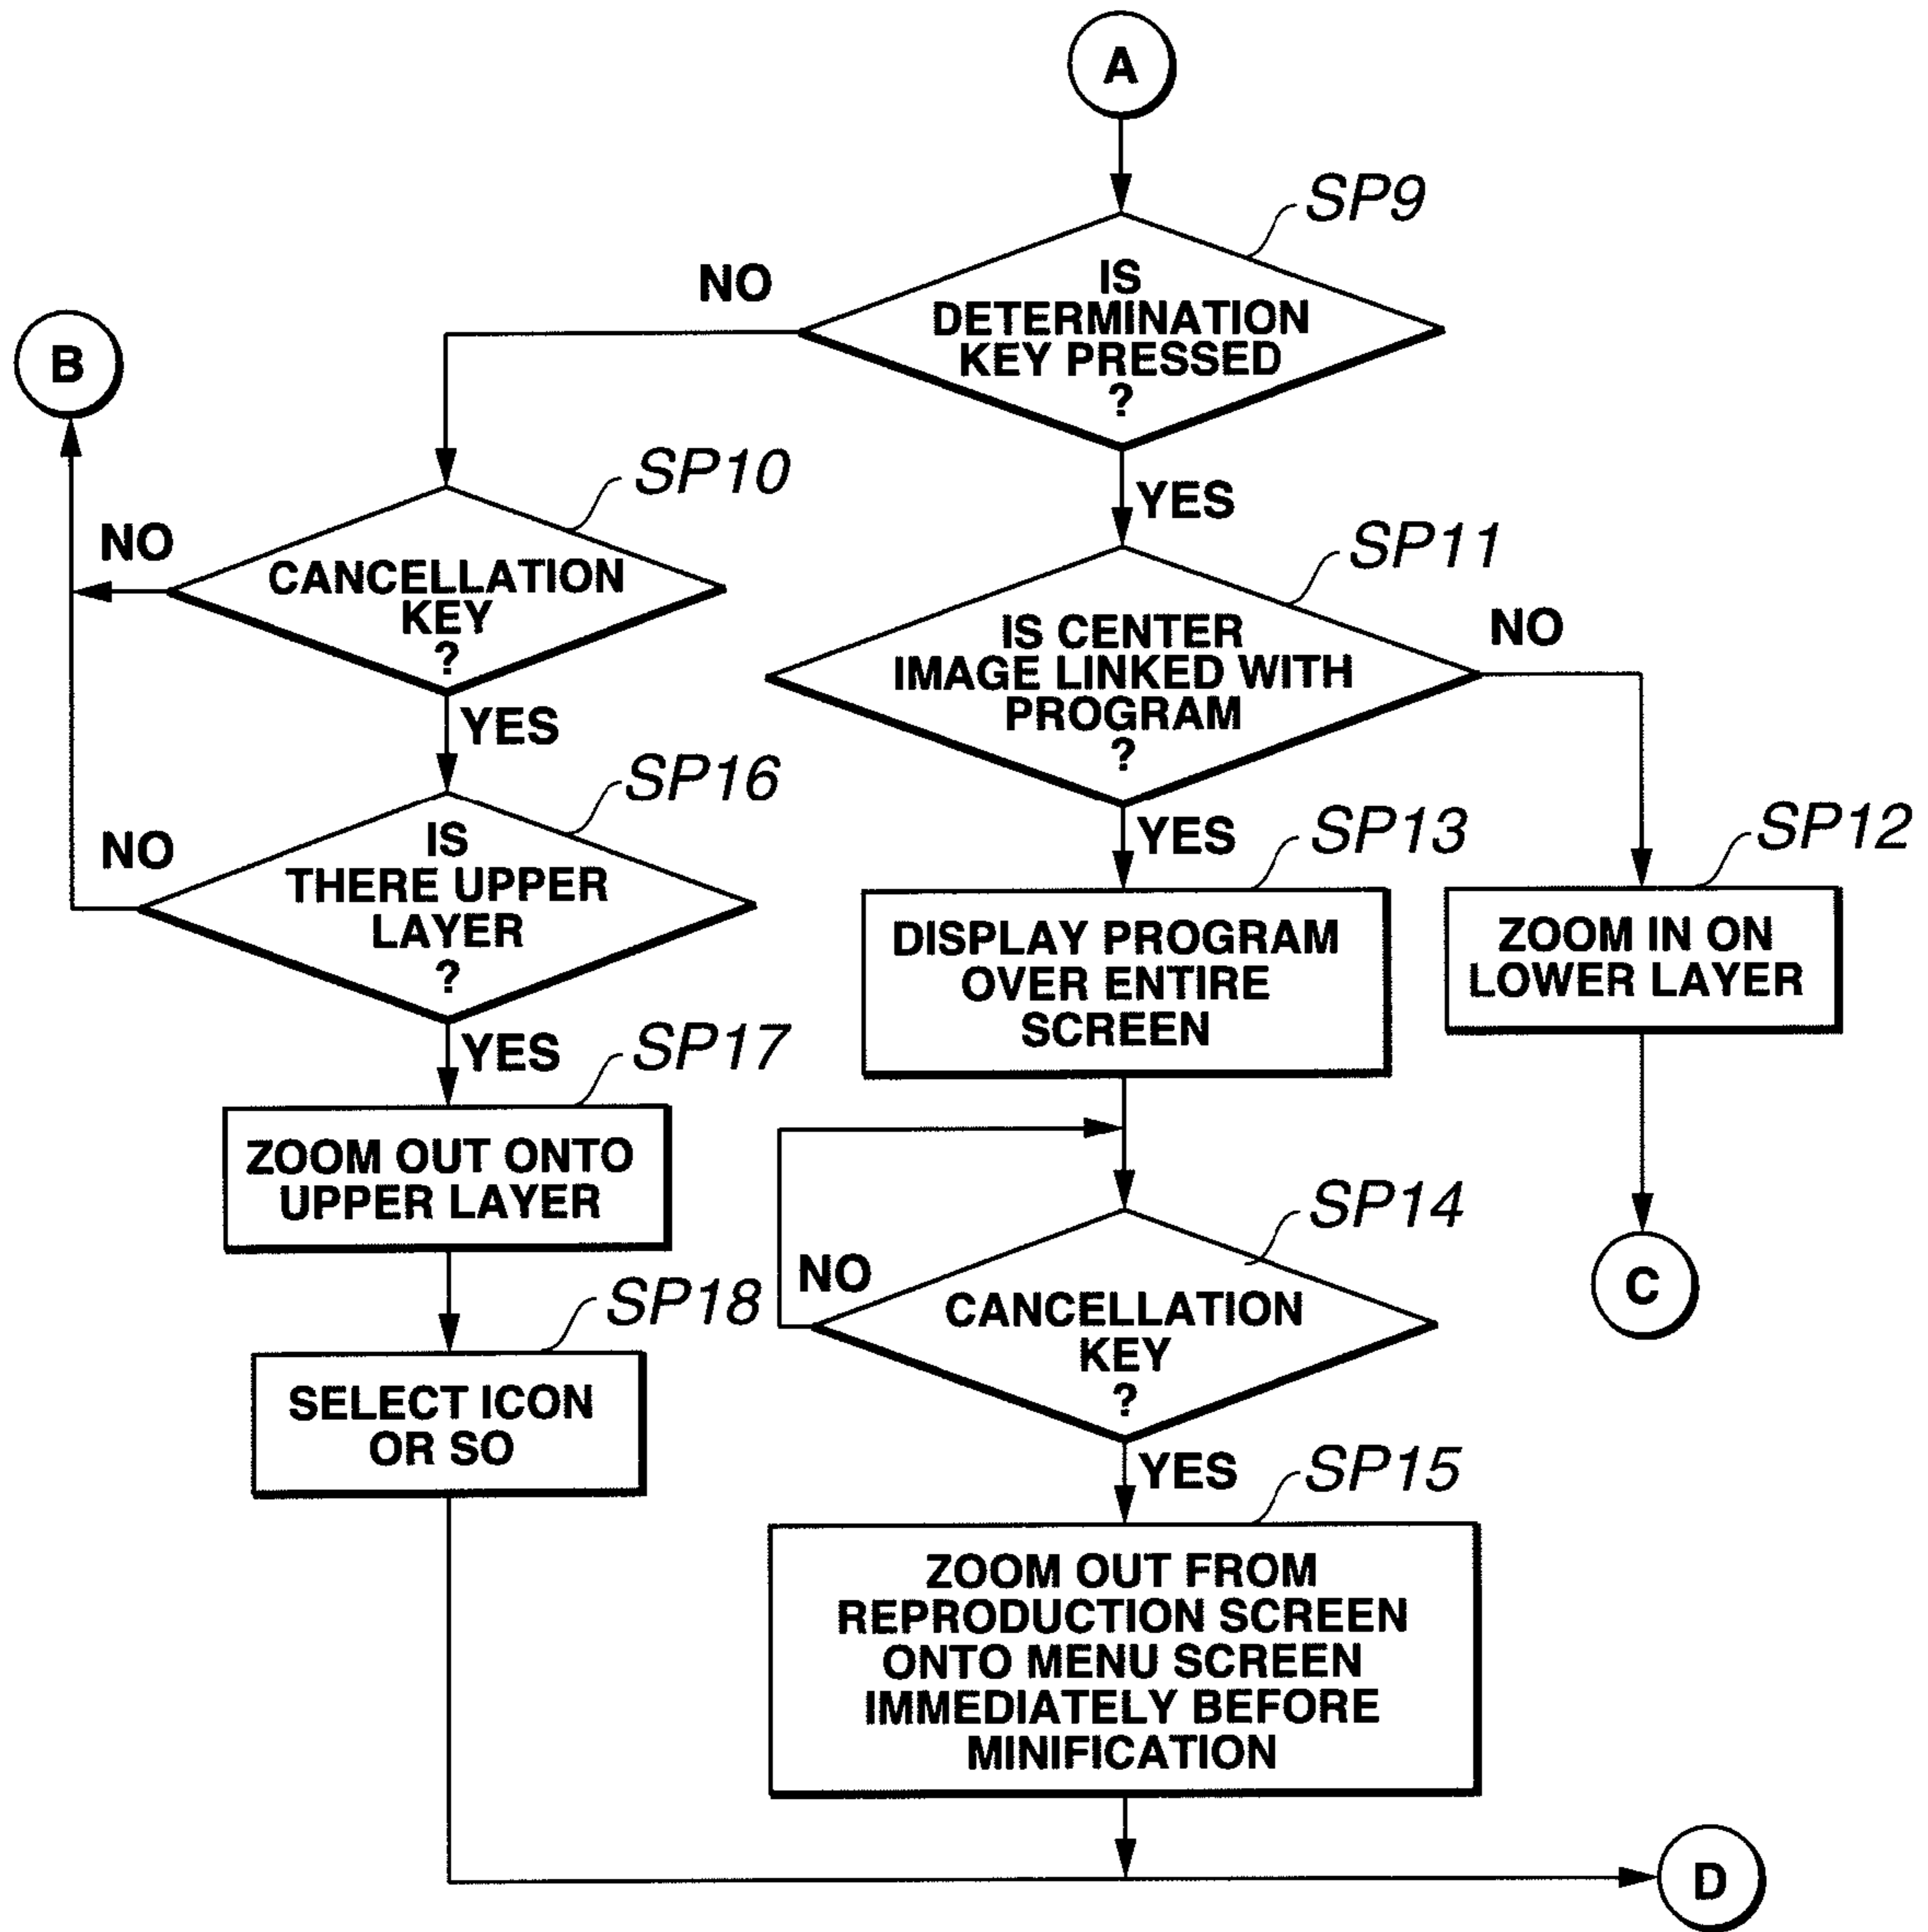 A
SP9
NO
IS
DETERMINATION
KEY PRESSED
?
B
SP10
YES
SP11
NO
CANCELLATION
KEY
?
IS CENTER
IMAGE LINKED WITH
PROGRAM
?
NO
YES
SP16
YES
SP13
SP12
NO
IS
THERE UPPER
LAYER
?
DISPLAY PROGRAM
OVER ENTIRE
SCREEN
ZOOM IN ON
LOWER LAYER
YES
SP17
ZOOM OUT ONTO
UPPER LAYER
SP14
NO
CANCELLATION
KEY
?
C
SP18
SELECT ICON
OR SO
YES
SP15
ZOOM OUT FROM
REPRODUCTION SCREEN
ONTO MENU SCREEN
IMMEDIATELY BEFORE
MINIFICATION
D